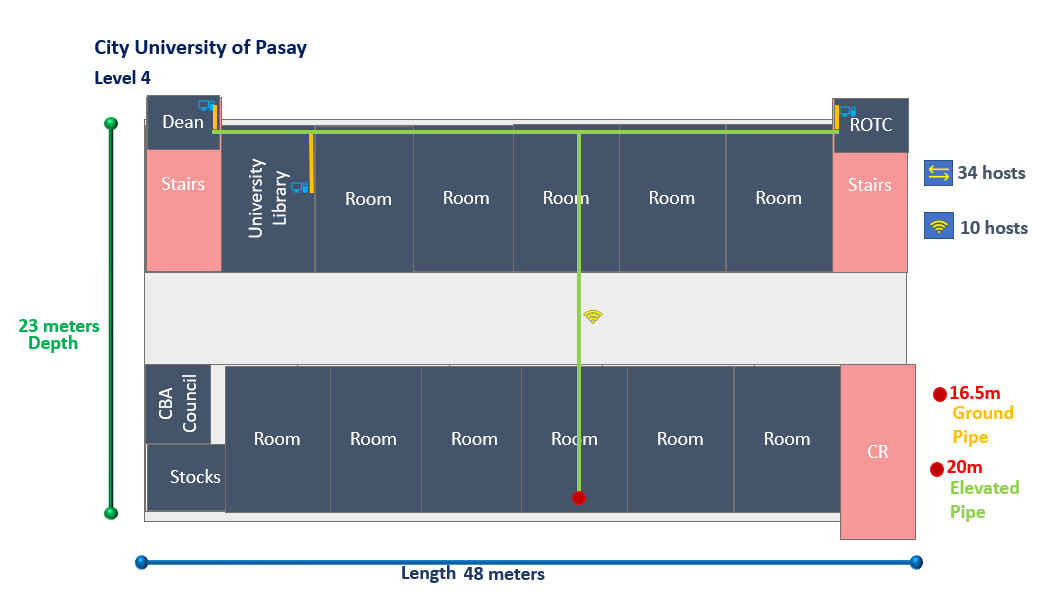 City University of Pasay
Level 4
Dean
ROTC
Stairs
University
Library
Room
Room
Room
Room
Room
Stairs
34 hosts
10 hosts
23 meters
Depth
CBA
Council
Stocks
Room
Room
Room
Room
Room
Room
CR
16.5m
Ground
Pipe
20m
Elevated
Pipe
Length 48 meters